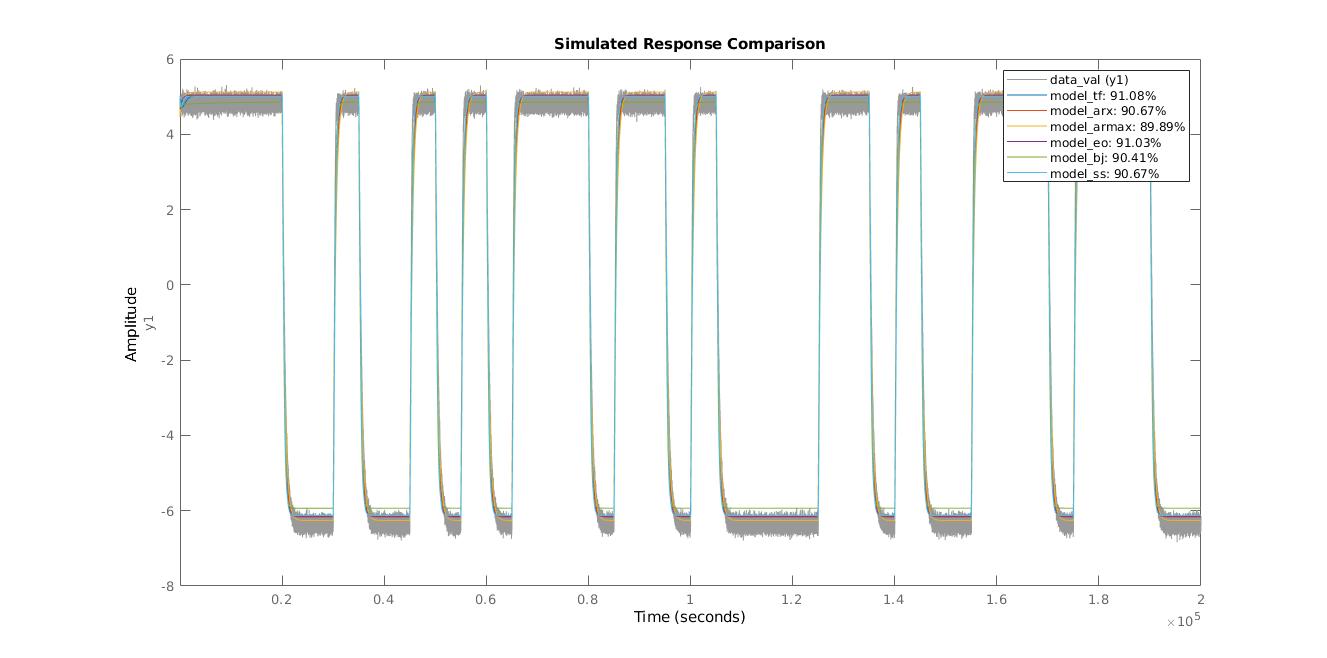 Simulated Response Comparison
6
4
2
0
-2
-4
-6
-8
Amplitude
y1
data_val (y1)
model_tf: 91.08%
model_arx: 90.67%
model_armax: 89.89%
model_eo: 91.03%
model_bj: 90.41%
model_ss: 90.67%
0.2 0.4 0.6 0.8 1 1.2 1.4 1.6 1.8 2
Time (seconds)
×10^5